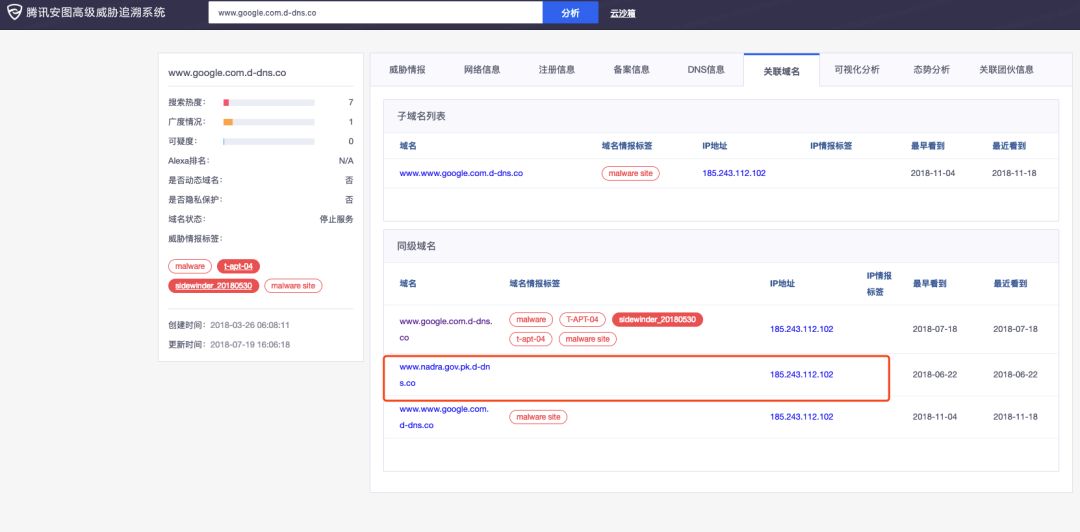 腾讯安图高级威胁追溯系统
www.google.com.d-dns.co
分析
云沙箱
www.google.com.d-dns.co
搜索热度： 7
广度情况： 1
可疑度： 0
Alexa排名： N/A
是否动态域名： 否
是否隐私保护： 否
域名状态： 停止服务
威胁情报标签：
malware t-apt-04
sidewinder_20180530 malware site
创建时间：2018-03-26 06:08:11
更新时间：2018-07-19 16:06:18
威胁情报 网络信息 注册信息 备案信息 DNS信息 关联域名 可视化分析 态势分析 关联团伙信息
子域名列表
域名 域名情报标签 IP地址 IP情报标签 最早看到 最近看到
www.www.google.com.d-dns.co malware site 185.243.112.102 2018-11-04 2018-11-18
同级域名
域名 域名情报标签 IP地址 IP情报
标签 最早看到 最近看到
www.google.com.d-dns.
co
malware T-APT-04 sidewinder_20180530
t-apt-04 malware site
185.243.112.102 2018-07-18 2018-07-18
www.nadra.gov.pk.d-dn
s.co
185.243.112.102 2018-06-22 2018-06-22
www.www.google.com.
d-dns.co
malware site 185.243.112.102 2018-11-04 2018-11-18